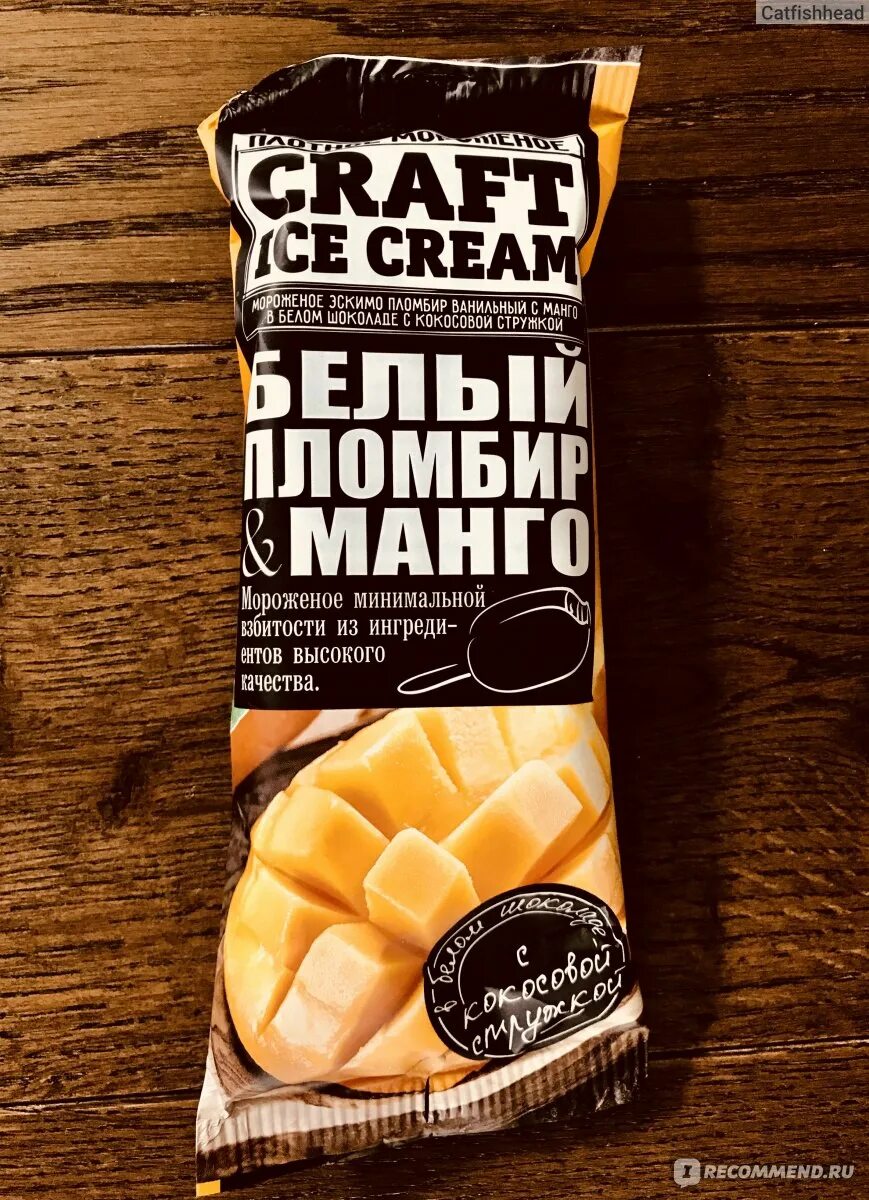 Catfishhead
ПЛОТНОЕ МОРОЖЕНОЕ
CRAFT
ICE CREAM
МОРОЖЕНОЕ ЭСКИМО ПЛОМБИР ВАНИЛЬНЫЙ С МАНГО
В БЕЛОМ ШОКОЛАДЕ С КОКОСОВОЙ СТРУЖКОЙ
БЕЛЫЙ
ПЛОМБИР
& МАНГО
Мороженое минимальной
взбитости из ингреди-
ентов высокого
качества.
в белом шоколаде
с
кокосовой
стружкой
IRECOMMEND.RU